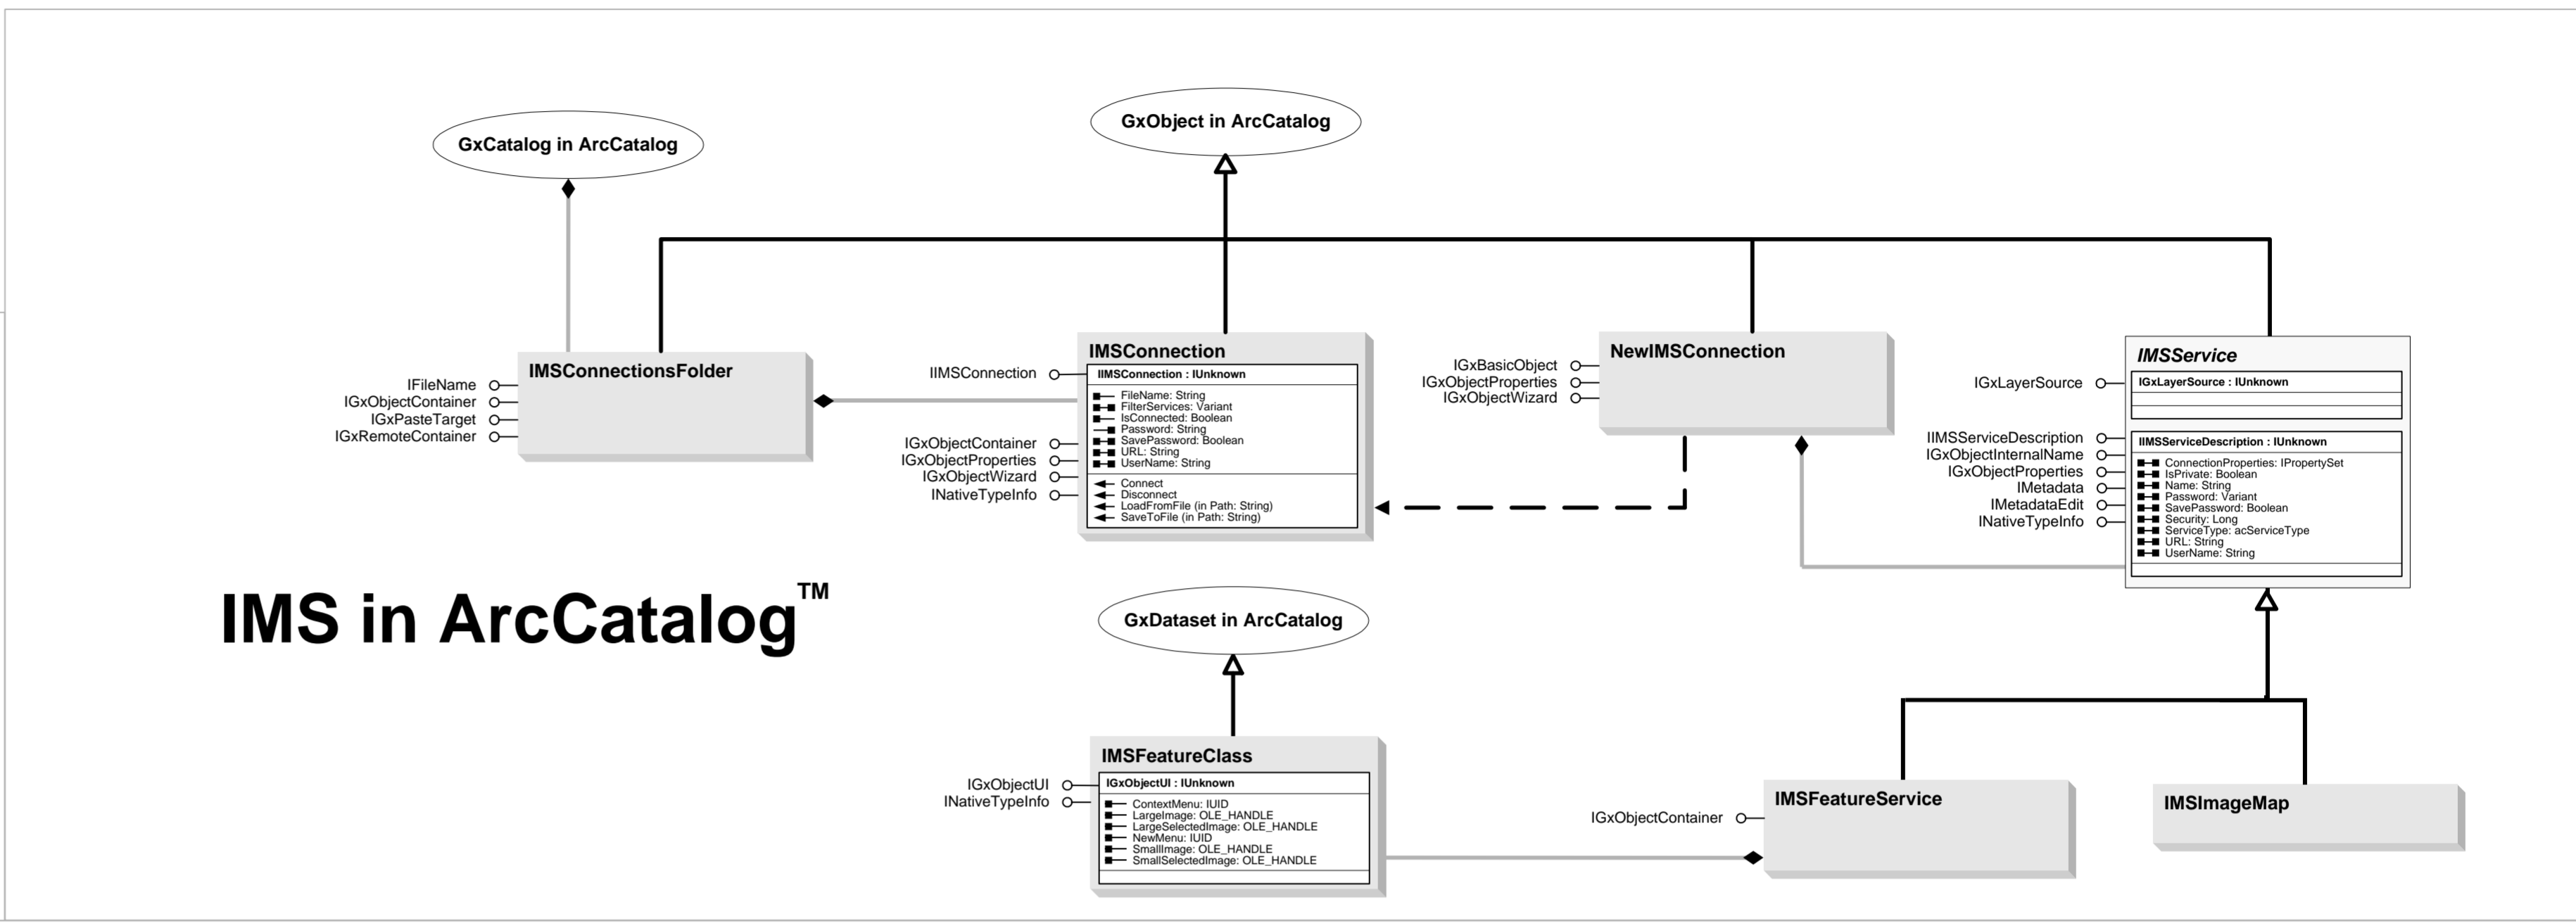 GxObject in ArcCatalog
GxCatalog in ArcCatalog
IMSConnectionsFolder
IFileName
IGxObjectContainer
IGxPasteTarget
IGxRemoteContainer
IMSConnection
IIMSConnection
IIMSConnection : IUnknown
FileName: String
FilterServices: Variant
IsConnected: Boolean
Password: String
SavePassword: Boolean
URL: String
UserName: String
IGxObjectContainer
IGxObjectProperties
IGxObjectWizard
INativeTypeInfo
Connect
Disconnect
LoadFromFile (in Path: String)
SaveToFile (in Path: String)
NewIMSConnection
IGxBasicObject
IGxObjectProperties
IGxObjectWizard
IMSService
IGxLayerSource
IGxLayerSource : IUnknown
IIMSServiceDescription
IGxObjectInternalName
IGxObjectProperties
IMetadata
IMetadataEdit
INativeTypeInfo
IIMSServiceDescription : IUnknown
ConnectionProperties: IPropertySet
IsPrivate: Boolean
Name: String
Password: Variant
SavePassword: Boolean
Security: Long
ServiceType: acServiceType
URL: String
UserName: String
IMS in ArcCatalog™
GxDataset in ArcCatalog
IMSFeatureClass
IGxObjectUI
INativeTypeInfo
IGxObjectUI : IUnknown
ContextMenu: IUID
LargeImage: OLE_HANDLE
LargeSelectedImage: OLE_HANDLE
NewMenu: IUID
SmallImage: OLE_HANDLE
SmallSelectedImage: OLE_HANDLE
IMSFeatureService
IGxObjectContainer
IMSImageMap